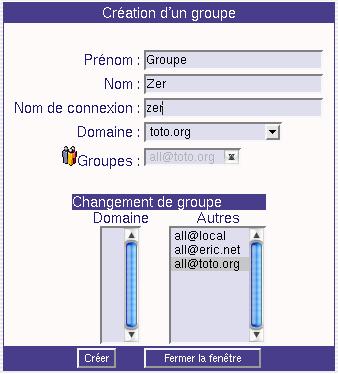 Création d'un groupe
Prénom : Groupe
Nom : Zer
Nom de connexion : zer
Domaine : toto.org
Groupes : all@toto.org
Changement de groupe
Domaine Autres
all@local
all@eric.net
all@toto.org
Créer Fermer la fenêtre